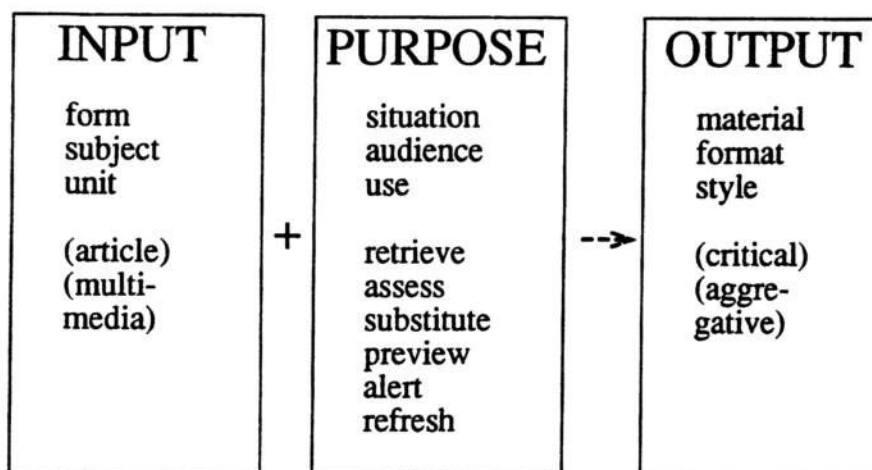 INPUT
form
subject
unit
(article)
(multi-
media)
+
PURPOSE
situation
audience
use
retrieve
assess
substitute
preview
alert
refresh
OUTPUT
material
format
style
(critical)
(aggre-
gative)